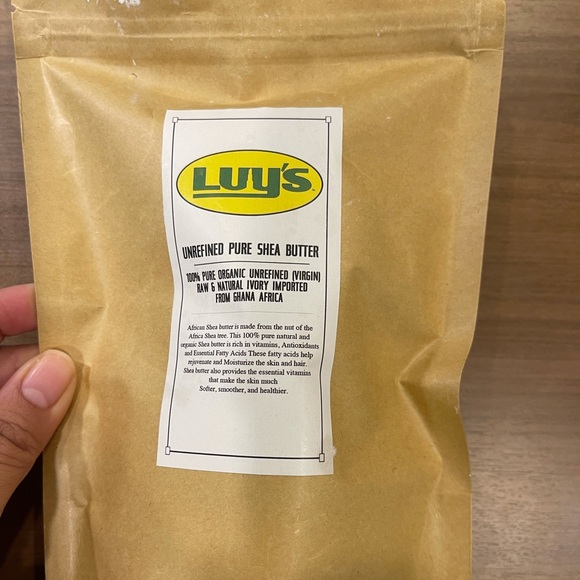 LUY'S
UNREFINED PURE SHEA BUTTER
100% PURE ORGANIC UNREFINED (VIRGIN)
RAW & NATURAL IVORY IMPORTED
FROM GHANA AFRICA
African Shea butter is made from the nut of the
Africa Shea tree. This 100% pure natural and
organic Shea butter is rich in vitamins, Antioxidants
and Essential Fatty Acids These fatty acids help
rejuvenate and Moisturize the skin and hair.
Shea butter also provides the essential vitamins
that make the skin much
Softer, smoother, and healthier.